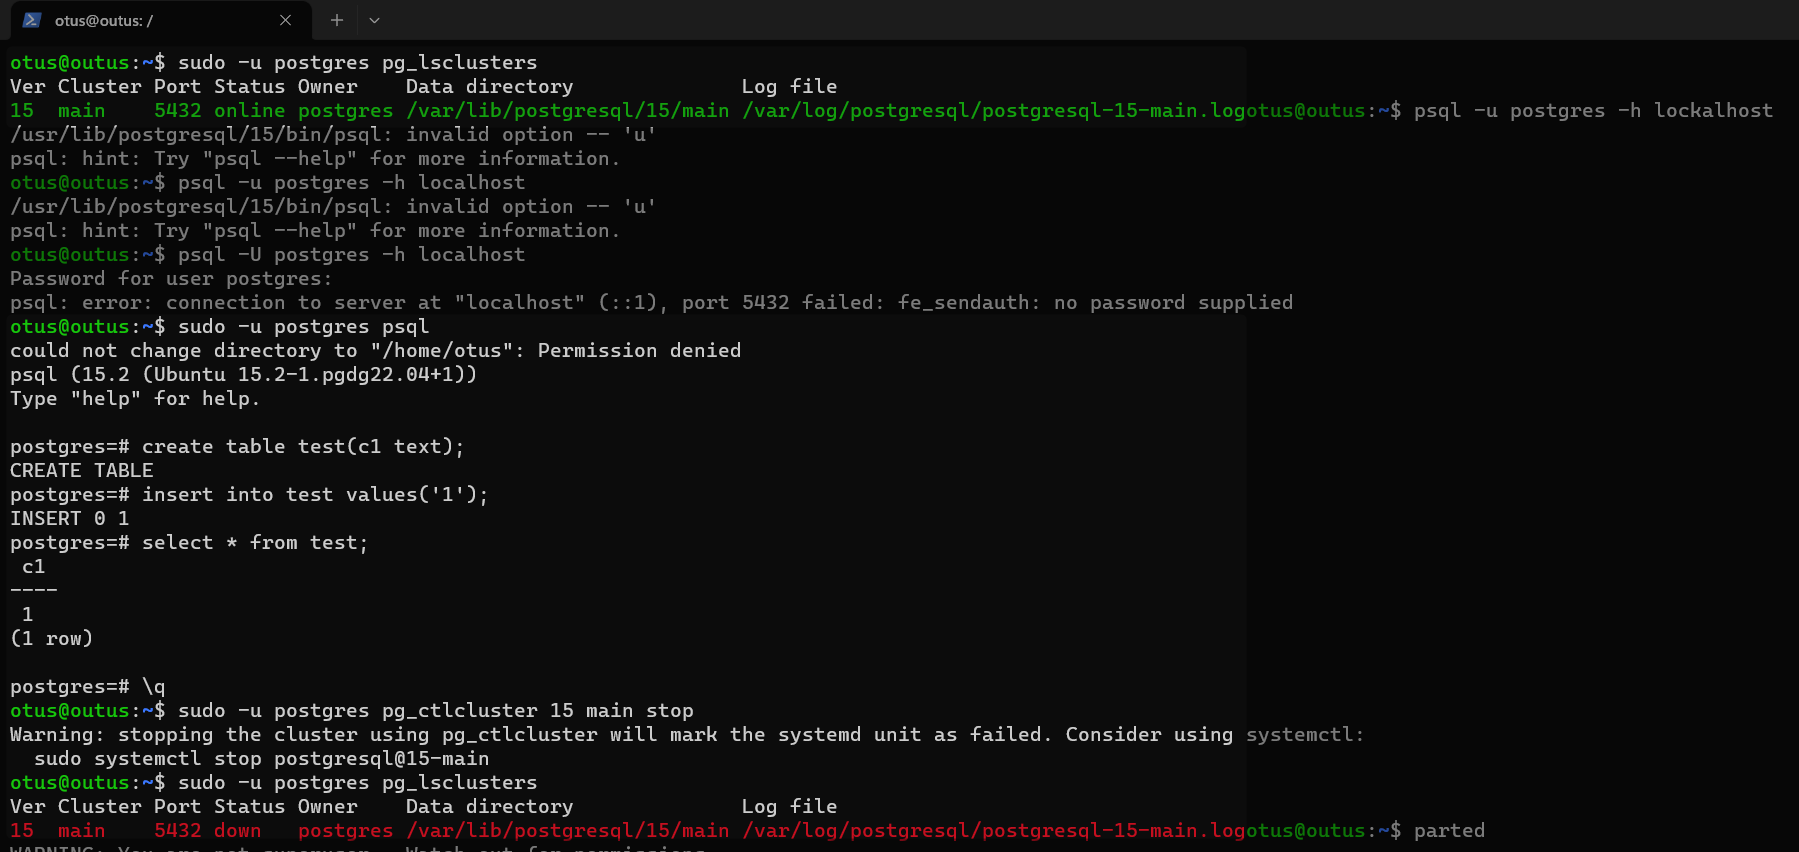 otus@outus: /
otus@outus:~$ sudo -u postgres pg_lsclusters
Ver Cluster Port Status Owner    Data directory              Log file
15  main    5432 online postgres /var/lib/postgresql/15/main /var/log/postgresql/postgresql-15-main.logotus@outus:~$ psql -u postgres -h lockalhost
/usr/lib/postgresql/15/bin/psql: invalid option -- 'u'
psql: hint: Try "psql --help" for more information.
otus@outus:~$ psql -u postgres -h localhost
/usr/lib/postgresql/15/bin/psql: invalid option -- 'u'
psql: hint: Try "psql --help" for more information.
otus@outus:~$ psql -U postgres -h localhost
Password for user postgres:
psql: error: connection to server at "localhost" (::1), port 5432 failed: fe_sendauth: no password supplied
otus@outus:~$ sudo -u postgres psql
could not change directory to "/home/otus": Permission denied
psql (15.2 (Ubuntu 15.2-1.pgdg22.04+1))
Type "help" for help.
postgres=# create table test(c1 text);
CREATE TABLE
postgres=# insert into test values('1');
INSERT 0 1
postgres=# select * from test;
 c1
----
 1
(1 row)
postgres=# \q
otus@outus:~$ sudo -u postgres pg_ctlcluster 15 main stop
Warning: stopping the cluster using pg_ctlcluster will mark the systemd unit as failed. Consider using systemctl:
  sudo systemctl stop postgresql@15-main
otus@outus:~$ sudo -u postgres pg_lsclusters
Ver Cluster Port Status Owner    Data directory              Log file
15  main    5432 down   postgres /var/lib/postgresql/15/main /var/log/postgresql/postgresql-15-main.logotus@outus:~$ parted
WARNING: You are not superuser.  Watch out for permissions.